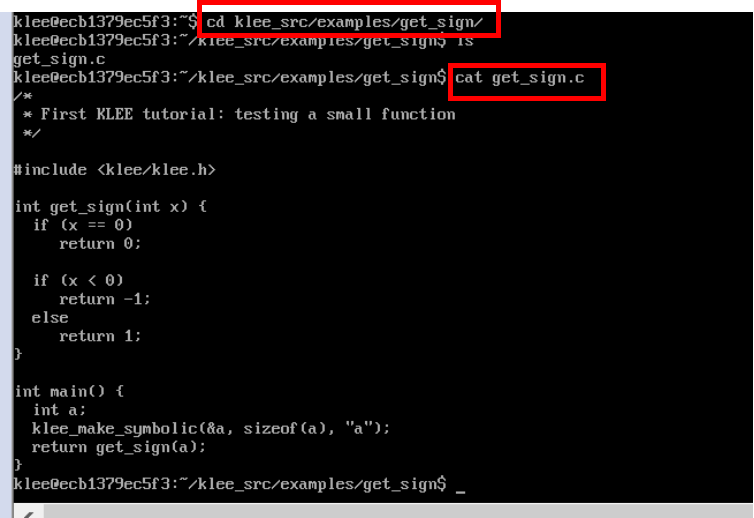 klee@ecb1379ec5f3:~$ cd klee_src/examples/get_sign/
klee@ecb1379ec5f3:~/klee_src/examples/get_sign$ ls
get_sign.c
klee@ecb1379ec5f3:~/klee_src/examples/get_sign$ cat get_sign.c
/*
 * First KLEE tutorial: testing a small function
 */

#include <klee/klee.h>

int get_sign(int x) {
  if (x == 0)
     return 0;

  if (x < 0)
     return -1;
  else
     return 1;
}

int main() {
  int a;
  klee_make_symbolic(&a, sizeof(a), "a");
  return get_sign(a);
}
klee@ecb1379ec5f3:~/klee_src/examples/get_sign$ _